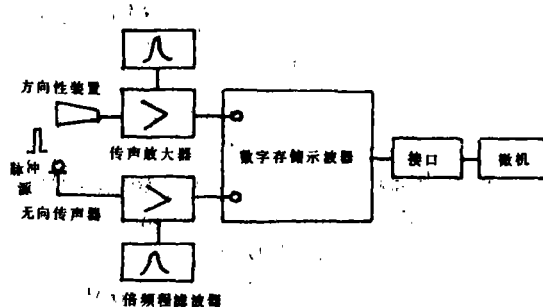 方向性装置
脉冲
源
传声放大器
数字存储示波器
接口
微机
无向传声器
倍频程滤波器